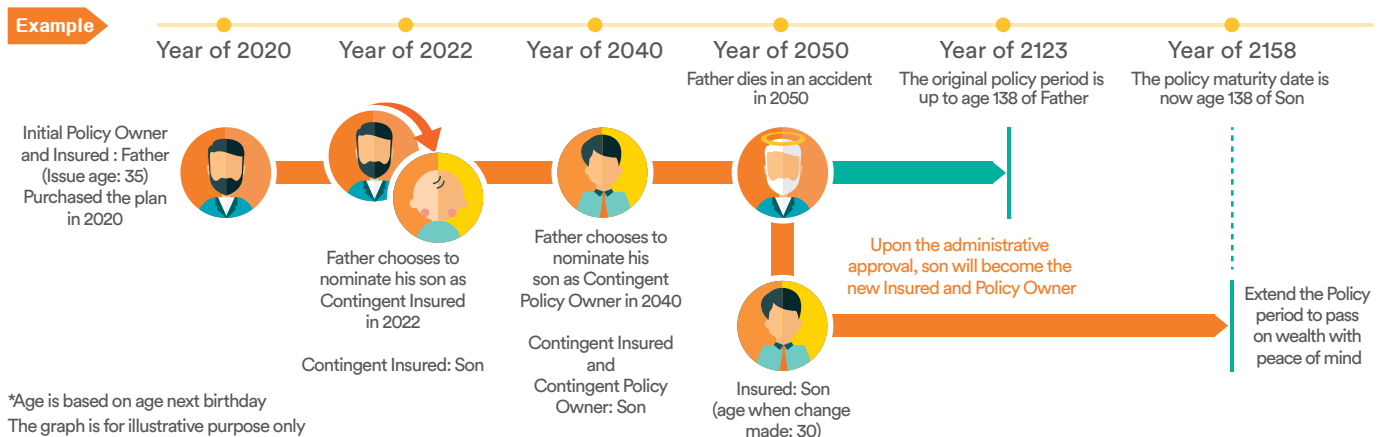 Example
Year of 2020
Year of 2022
Year of 2040
Year of 2050
Year of 2123
Year of 2158
Father dies in an accident
in 2050
The original policy period is
up to age 138 of Father
The policy maturity date is
now age 138 of Son
Initial Policy Owner
and Insured : Father
(Issue age: 35)
Purchased the plan
in 2020
Father chooses to
nominate his son as
Contingent Insured
in 2022
Contingent Insured: Son
Father chooses to
nominate his
son as Contingent
Policy Owner in 2040
Contingent Insured
and
Contingent Policy
Owner: Son
Upon the administrative
approval, son will become the
new Insured and Policy Owner
Insured: Son
(age when change
made: 30)
Extend the Policy
period to pass
on wealth with
peace of mind
*Age is based on age next birthday
The graph is for illustrative purpose only